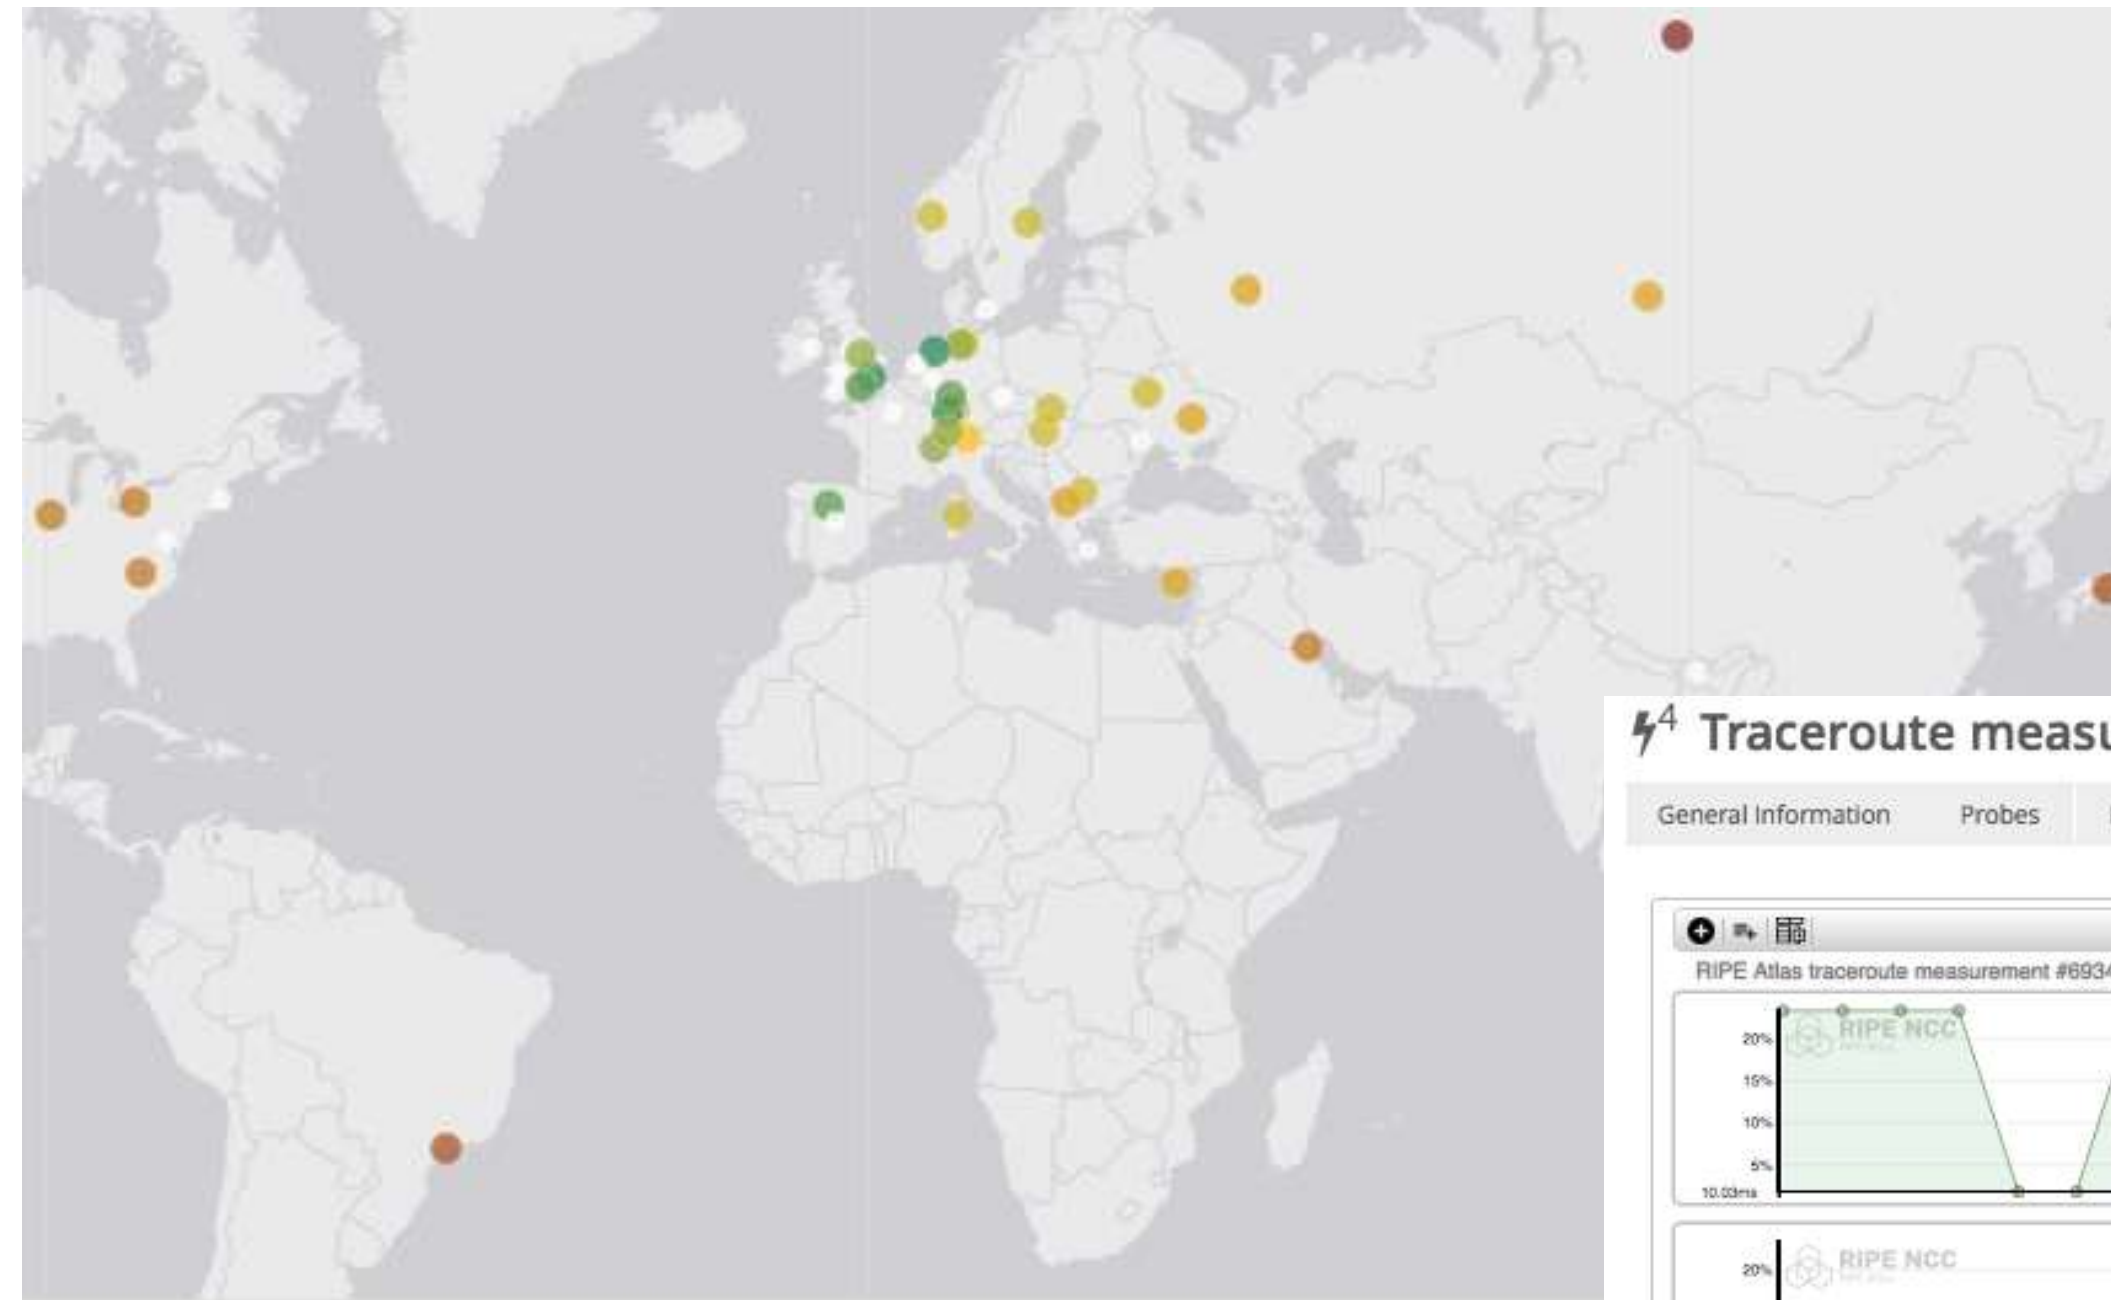 4 Traceroute measu
General Information Probes
RIPE Atlas traceroute measurement #6934
RIPE NCC
20%
15%
10%
5%
10.03ms
RIPE NCC
20%